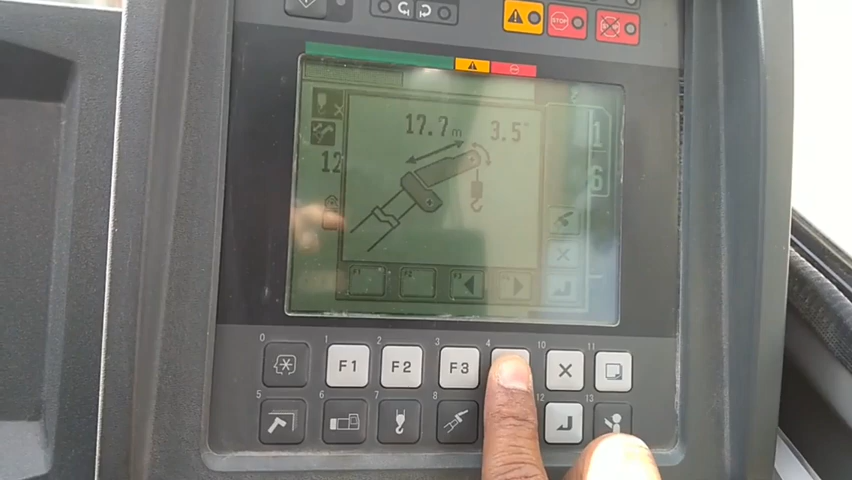 STOP
STOP
17.7 m 3.5°
12
1
6
F1 F2 F3
0 1 2 3 4 10 11
F1 F2 F3
5 6 7 8 12 13